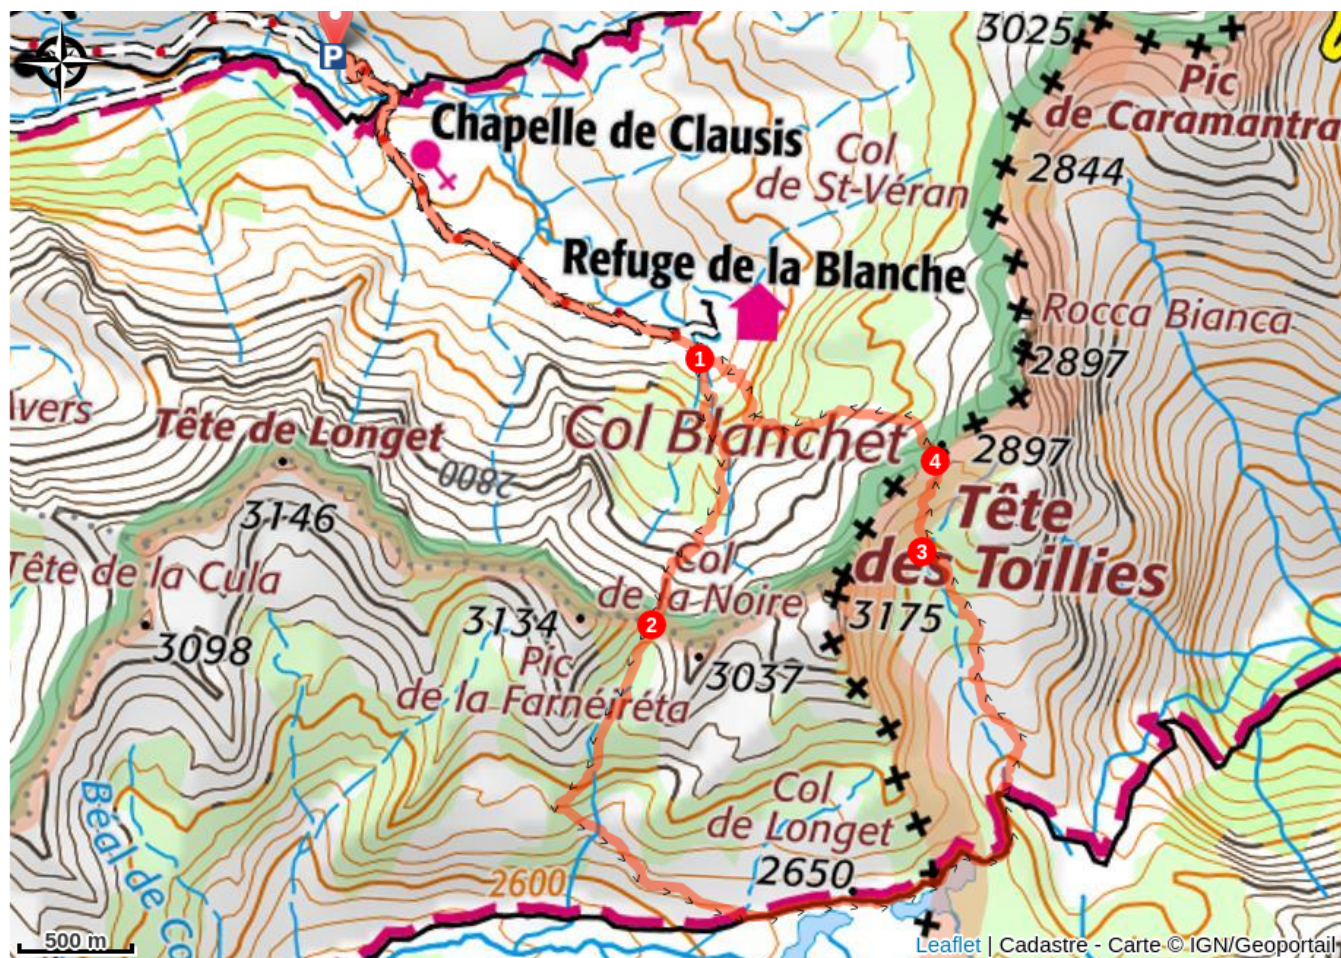 P
3025
Pic
de Caramantra
Chapelle de Clausis
Col
de St-Véran
2844
Refuge de la Blanche
Rocca Bianca
2897
1
Avers
Tête de Longet
Col Blanchet
2800
4
2897
3146
Tête
des Toillies
3
Tête de la Cula
Col
de la Noire
3175
3134
2
3098
Pic
de la Farnéiréta
3037
Col
de Longet
2650
Béal de Co
2600
500 m
Leaflet | Cadastre - Carte © IGN/Geoportail